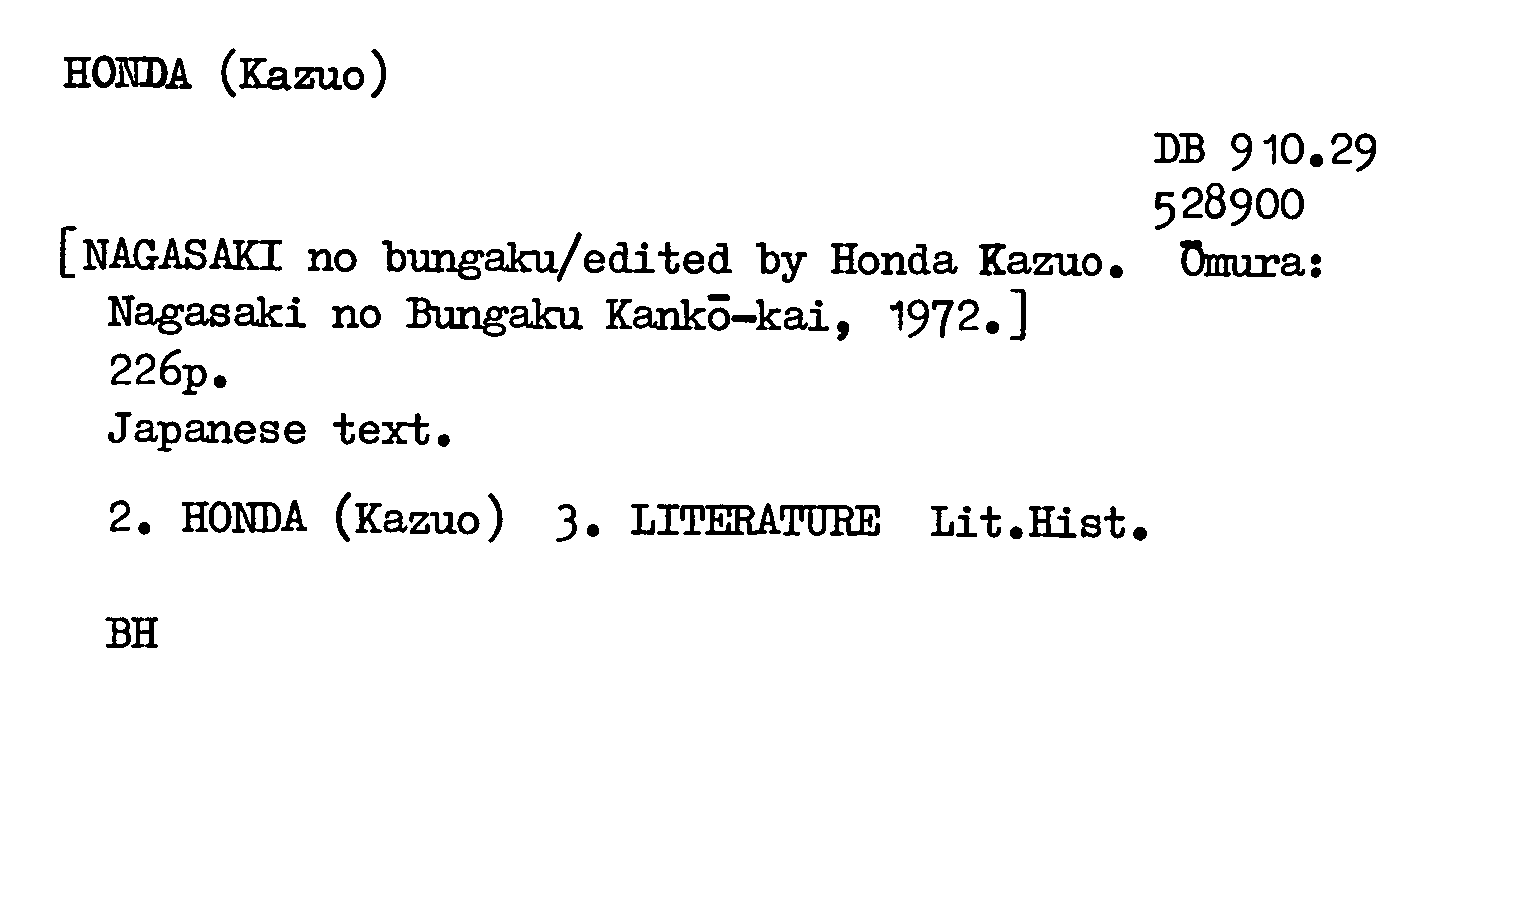 HONDA (Kazuo)
DB 910.29
528900
[NAGASAKI no bungaku/edited by Honda Kazuo. Ōmura:
Nagasaki no Bungaku Kankō-kai, 1972.]
226p.
Japanese text.
2. HONDA (Kazuo) 3. LITERATURE Lit.Hist.
BH